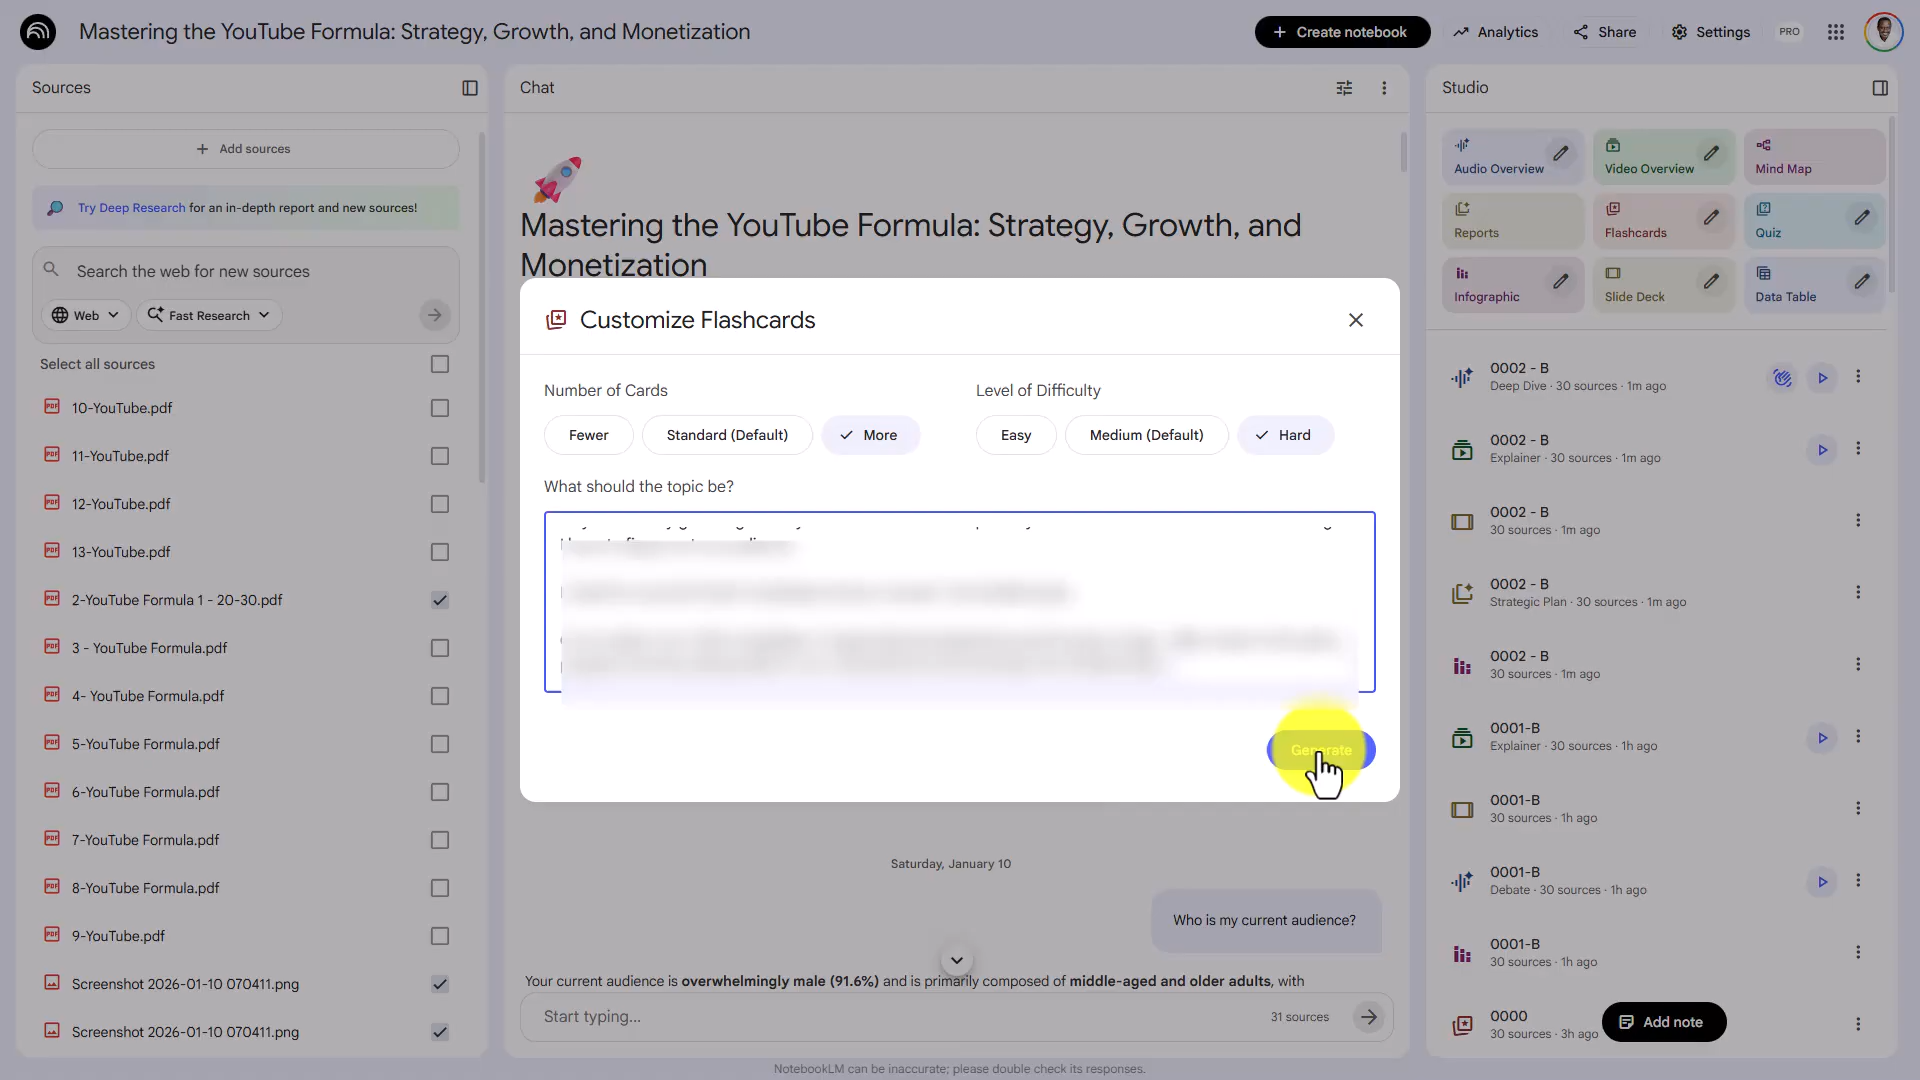 Mastering the YouTube Formula: Strategy, Growth, and Monetization
Create notebook
Analytics
Share
Settings
PRO
Sources
Add sources
Try Deep Research for an in-depth report and new sources!
Search the web for new sources
Web
Fast Research
Select all sources
10-YouTube.pdf
11-YouTube.pdf
12-YouTube.pdf
13-YouTube.pdf
2-YouTube Formula 1 - 20-30.pdf
3 - YouTube Formula.pdf
4- YouTube Formula.pdf
5-YouTube Formula.pdf
6-YouTube Formula.pdf
7-YouTube Formula.pdf
8-YouTube Formula.pdf
9-YouTube.pdf
Screenshot 2026-01-10 070411.png
Screenshot 2026-01-10 070411.png
Chat
Mastering the YouTube Formula: Strategy, Growth, and
Monetization
Customize Flashcards
Number of Cards
Fewer
Standard (Default)
More
Level of Difficulty
Easy
Medium (Default)
Hard
What should the topic be?
Generate
Saturday, January 10
Who is my current audience?
Your current audience is overwhelmingly male (91.6%) and is primarily composed of middle-aged and older adults, with
Start typing...
31 sources
NotebookLM can be inaccurate; please double check its responses.
Studio
Audio Overview
Video Overview
Mind Map
Reports
Flashcards
Quiz
Infographic
Slide Deck
Data Table
0002 - B
Deep Dive · 30 sources · 1m ago
0002 - B
Explainer · 30 sources · 1m ago
0002 - B
30 sources · 1m ago
0002 - B
Strategic Plan · 30 sources · 1m ago
0002 - B
30 sources · 1m ago
0001-B
Explainer · 30 sources · 1h ago
0001-B
30 sources · 1h ago
0001-B
Debate · 30 sources · 1h ago
0001-B
30 sources · 1h ago
0000
30 sources · 3h ago
Add note